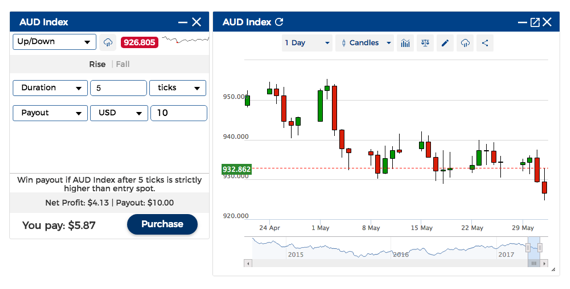 AUD Index
Up/Down
926.805
Rise | Fall
Duration
5
ticks
Payout
USD
10
Win payout if AUD Index after 5 ticks is strictly
higher than entry spot.
Net Profit: $4.13 | Payout: $10.00
You pay: $5.87
Purchase
AUD Index
1 Day
Candles
950.000
940.000
932.862
930.000
920.000
24 Apr
1 May
8 May
15 May
22 May
29 May
2015
2016
2017